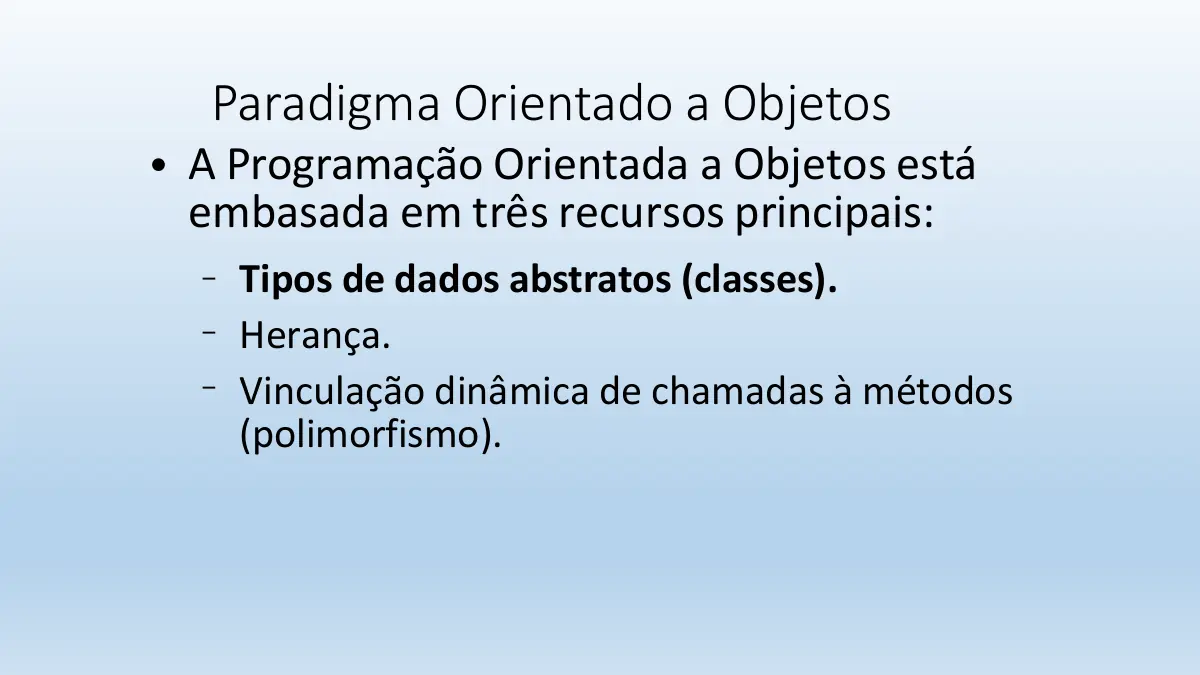 Paradigma Orientado a Objetos
• A Programação Orientada a Objetos está
embasada em três recursos principais:
– Tipos de dados abstratos (classes).
– Herança.
– Vinculação dinâmica de chamadas à métodos
(polimorfismo).